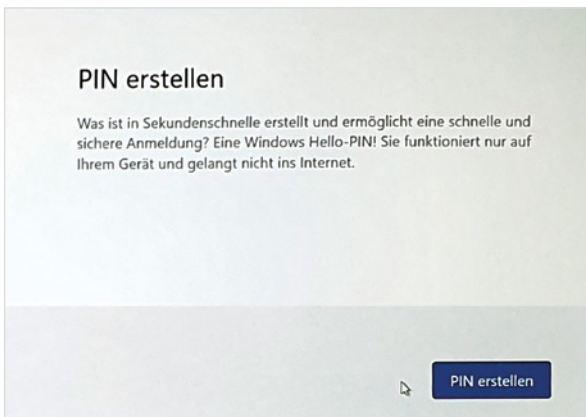 PIN erstellen
Was ist in Sekundenschnelle erstellt und ermöglicht eine schnelle und
sichere Anmeldung? Eine Windows Hello-PIN! Sie funktioniert nur auf
Ihrem Gerät und gelangt nicht ins Internet.
PIN erstellen